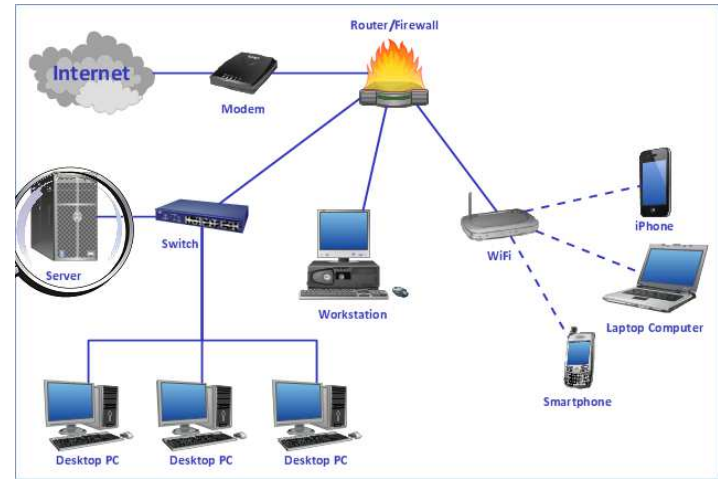 Router/Firewall
Internet
Modem
iPhone
Switch
WiFi
Server
Workstation
Laptop Computer
Smartphone
Desktop PC
Desktop PC
Desktop PC